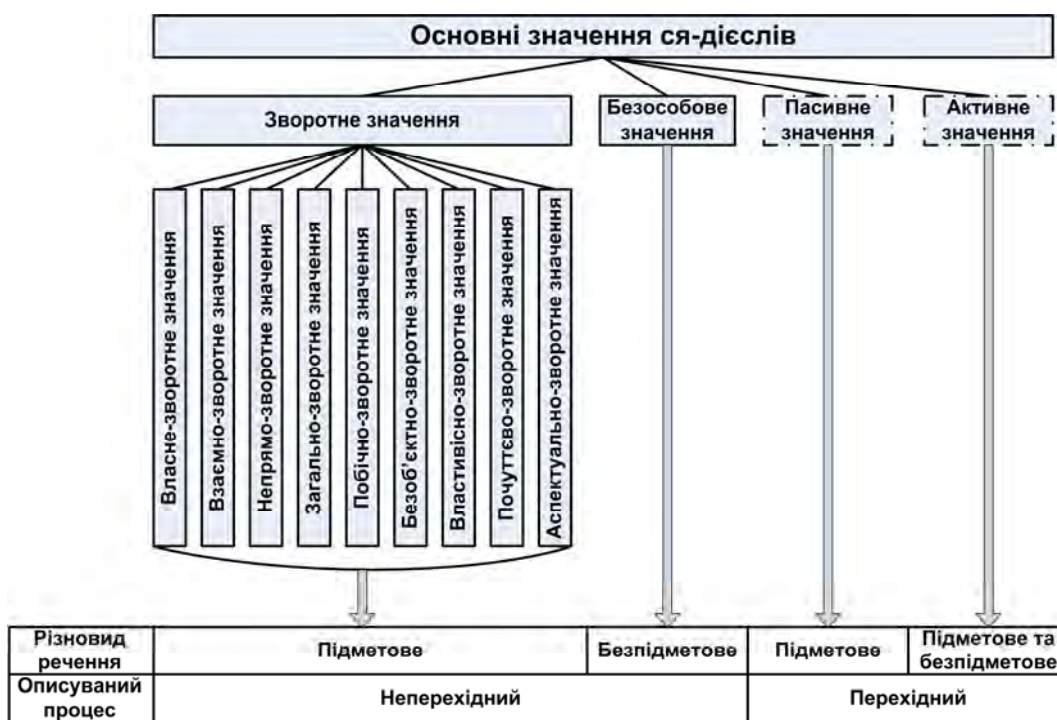 Основні значення ся-дієслів
Зворотне значення
Безособове
значення
Пасивне
значення
Активне
значення
Власне-зворотне значення
Взаємно-зворотне значення
Непрямо-зворотне значення
Загально-зворотне значення
Побічно-зворотне значення
Безоб’єктно-зворотне значення
Властивісно-зворотне значення
Почуттєво-зворотне значення
Аспектуально-зворотне значення
Різновид
речення
Підметове
Безпідметове
Підметове
Підметове та
безпідметове
Описуваний
процес
Неперехідний
Перехідний